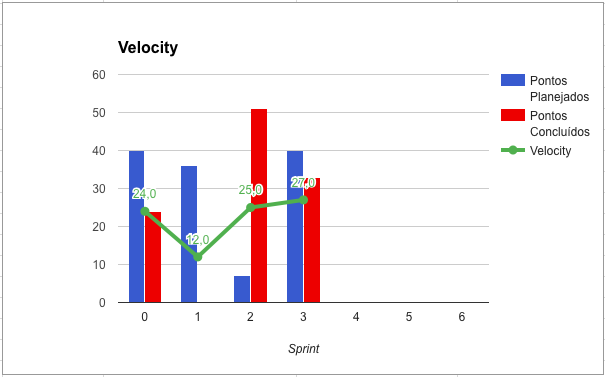 Velocity
60
50
40
30
20
10
0
24,0
12,0
25,0
27,0
0 1 2 3 4 5 6
Sprint
Pontos
Planejados
Pontos
Concluídos
Velocity